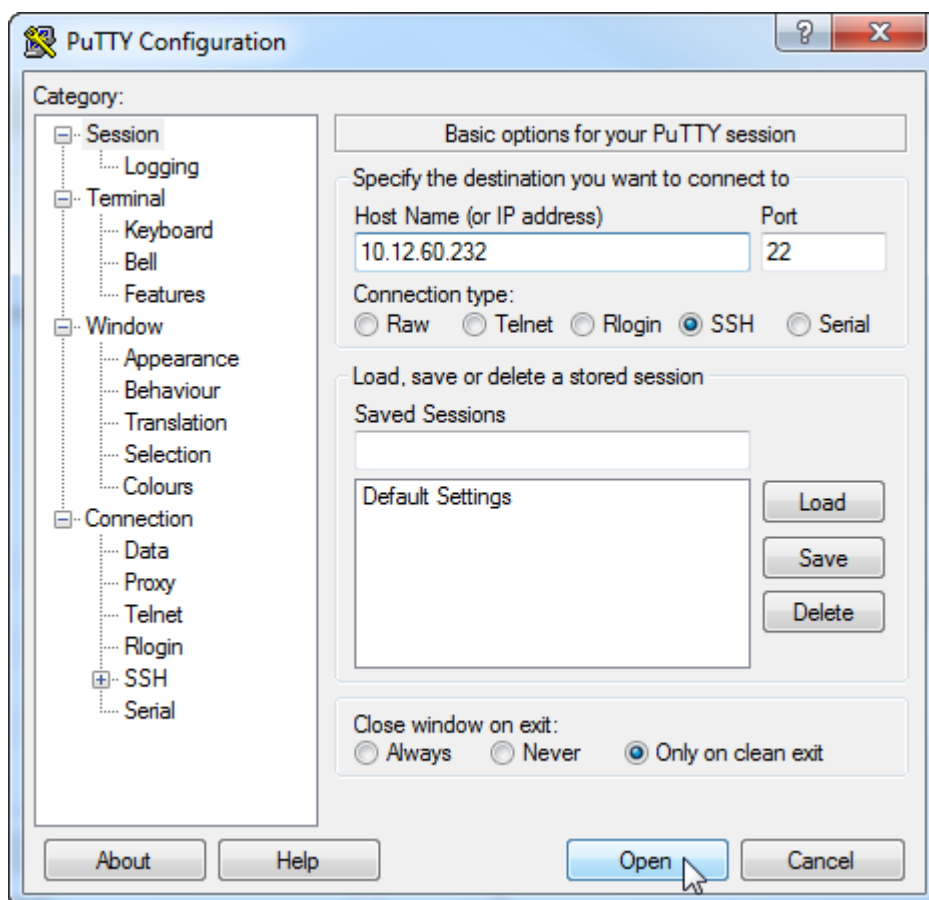 PuTTY Configuration
?
X
Category:
Session
Logging
Terminal
Keyboard
Bell
Features
Window
Appearance
Behaviour
Translation
Selection
Colours
Connection
Data
Proxy
Telnet
Rlogin
SSH
Serial
Basic options for your PuTTY session
Specify the destination you want to connect to
Host Name (or IP address) Port
10.12.60.232 22
Connection type:
Raw Telnet Rlogin SSH Serial
Load, save or delete a stored session
Saved Sessions
Default Settings
Load
Save
Delete
Close window on exit:
Always Never Only on clean exit
About Help Open Cancel